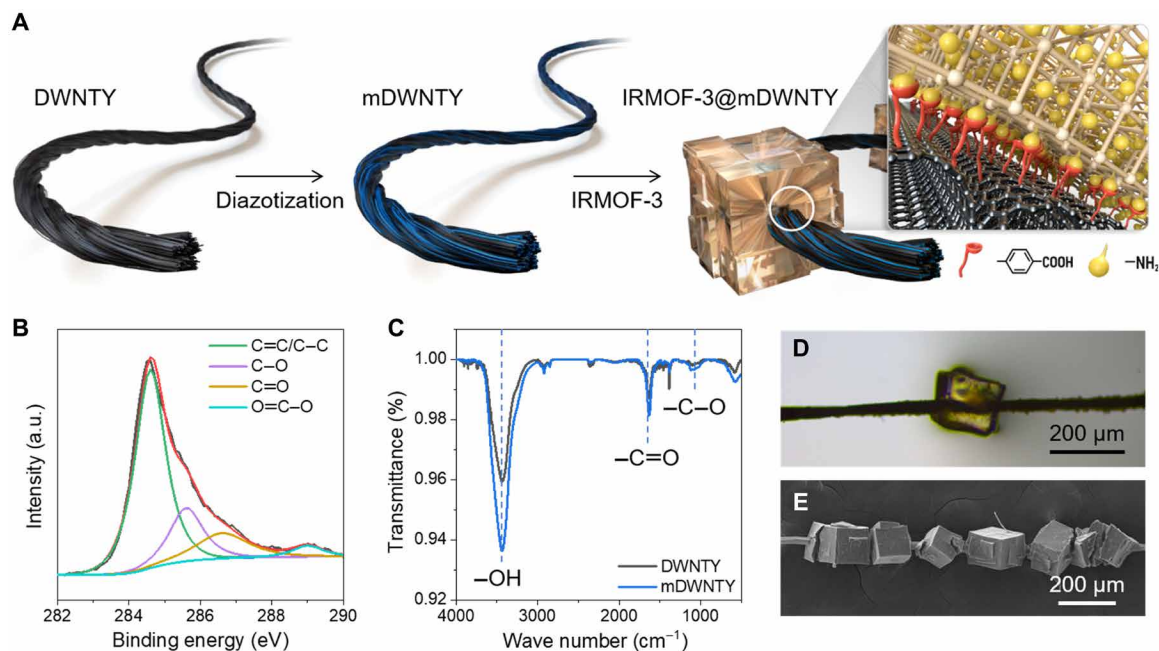 A
DWNTY
mDWNTY
IRMOF-3@mDWNTY
Diazotization
IRMOF-3
–COOH
–NH₂
B
C=C/C–C
C–O
C=O
O=C–O
Intensity (a.u.)
282 284 286 288 290
Binding energy (eV)
C
1.00
0.98
0.96
0.94
0.92
Transmittance (%)
–C–O
–C=O
–OH
DWNTY
mDWNTY
4000 3000 2000 1000
Wave number (cm⁻¹)
D
200 μm
E
200 μm